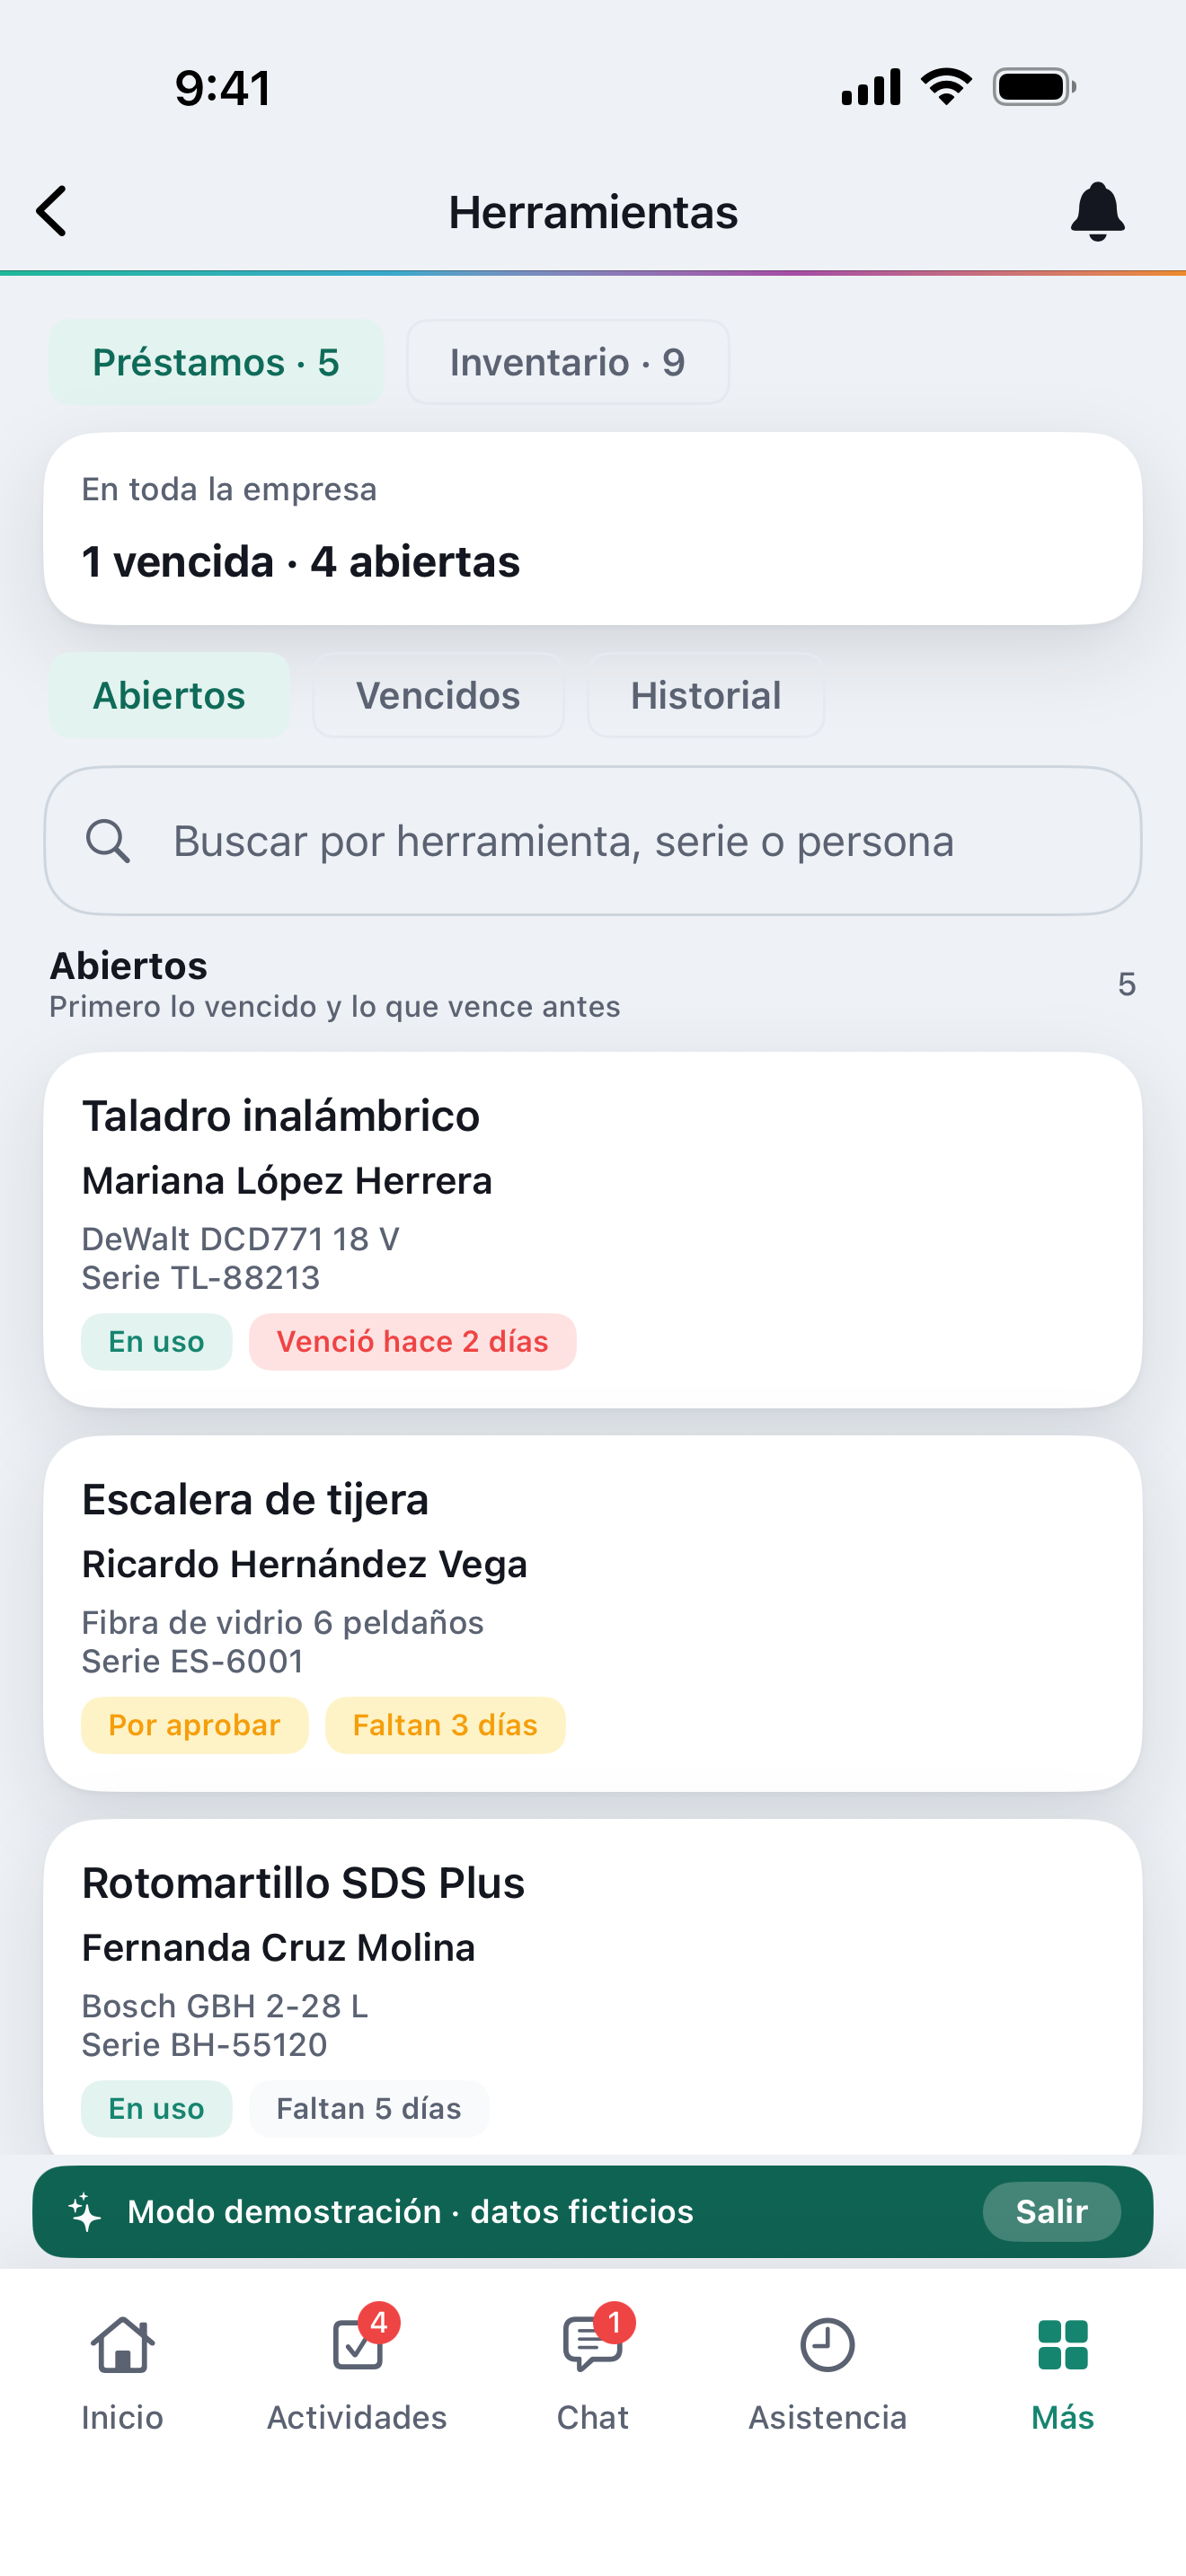 9:41
Herramientas
Préstamos · 5
Inventario · 9
En toda la empresa
1 vencida · 4 abiertas
Abiertos
Vencidos
Historial
Buscar por herramienta, serie o persona
Abiertos
5
Primero lo vencido y lo que vence antes
Taladro inalámbrico
Mariana López Herrera
DeWalt DCD771 18 V
Serie TL-88213
En uso
Venció hace 2 días
Escalera de tijera
Ricardo Hernández Vega
Fibra de vidrio 6 peldaños
Serie ES-6001
Por aprobar
Faltan 3 días
Rotomartillo SDS Plus
Fernanda Cruz Molina
Bosch GBH 2-28 L
Serie BH-55120
En uso
Faltan 5 días
Modo demostración · datos ficticios
Salir
4
1
Inicio
Actividades
Chat
Asistencia
Más